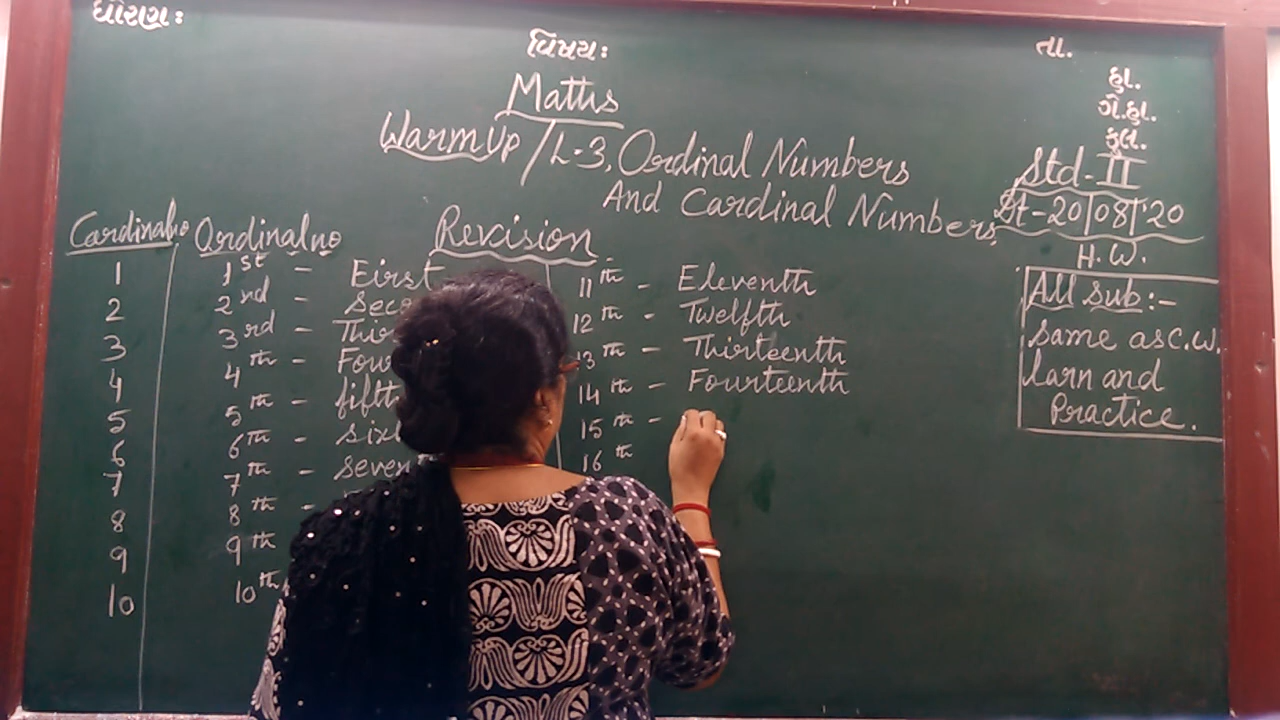 ધોરણ:
વિષય:
તા.
હા.
ગે.હા.
કુલ.
Maths
Warm Up / L-3, Ordinal Numbers
And Cardinal Numbers
Std-II
Dt-20/08/'20
H.W.
All sub:-
same as C.W.
larn and
Practice.
Revision
Cardinal no
Ordinal no
1 1st - First
2 2nd -
3 3rd -
4 4th -
5 5th - fifth
6 6th -
7 7th -
8 8th -
9 9th
10 10th
11th - Eleventh
12th - Twelfth
13th - Thirteenth
14th - Fourteenth
15th -
16th